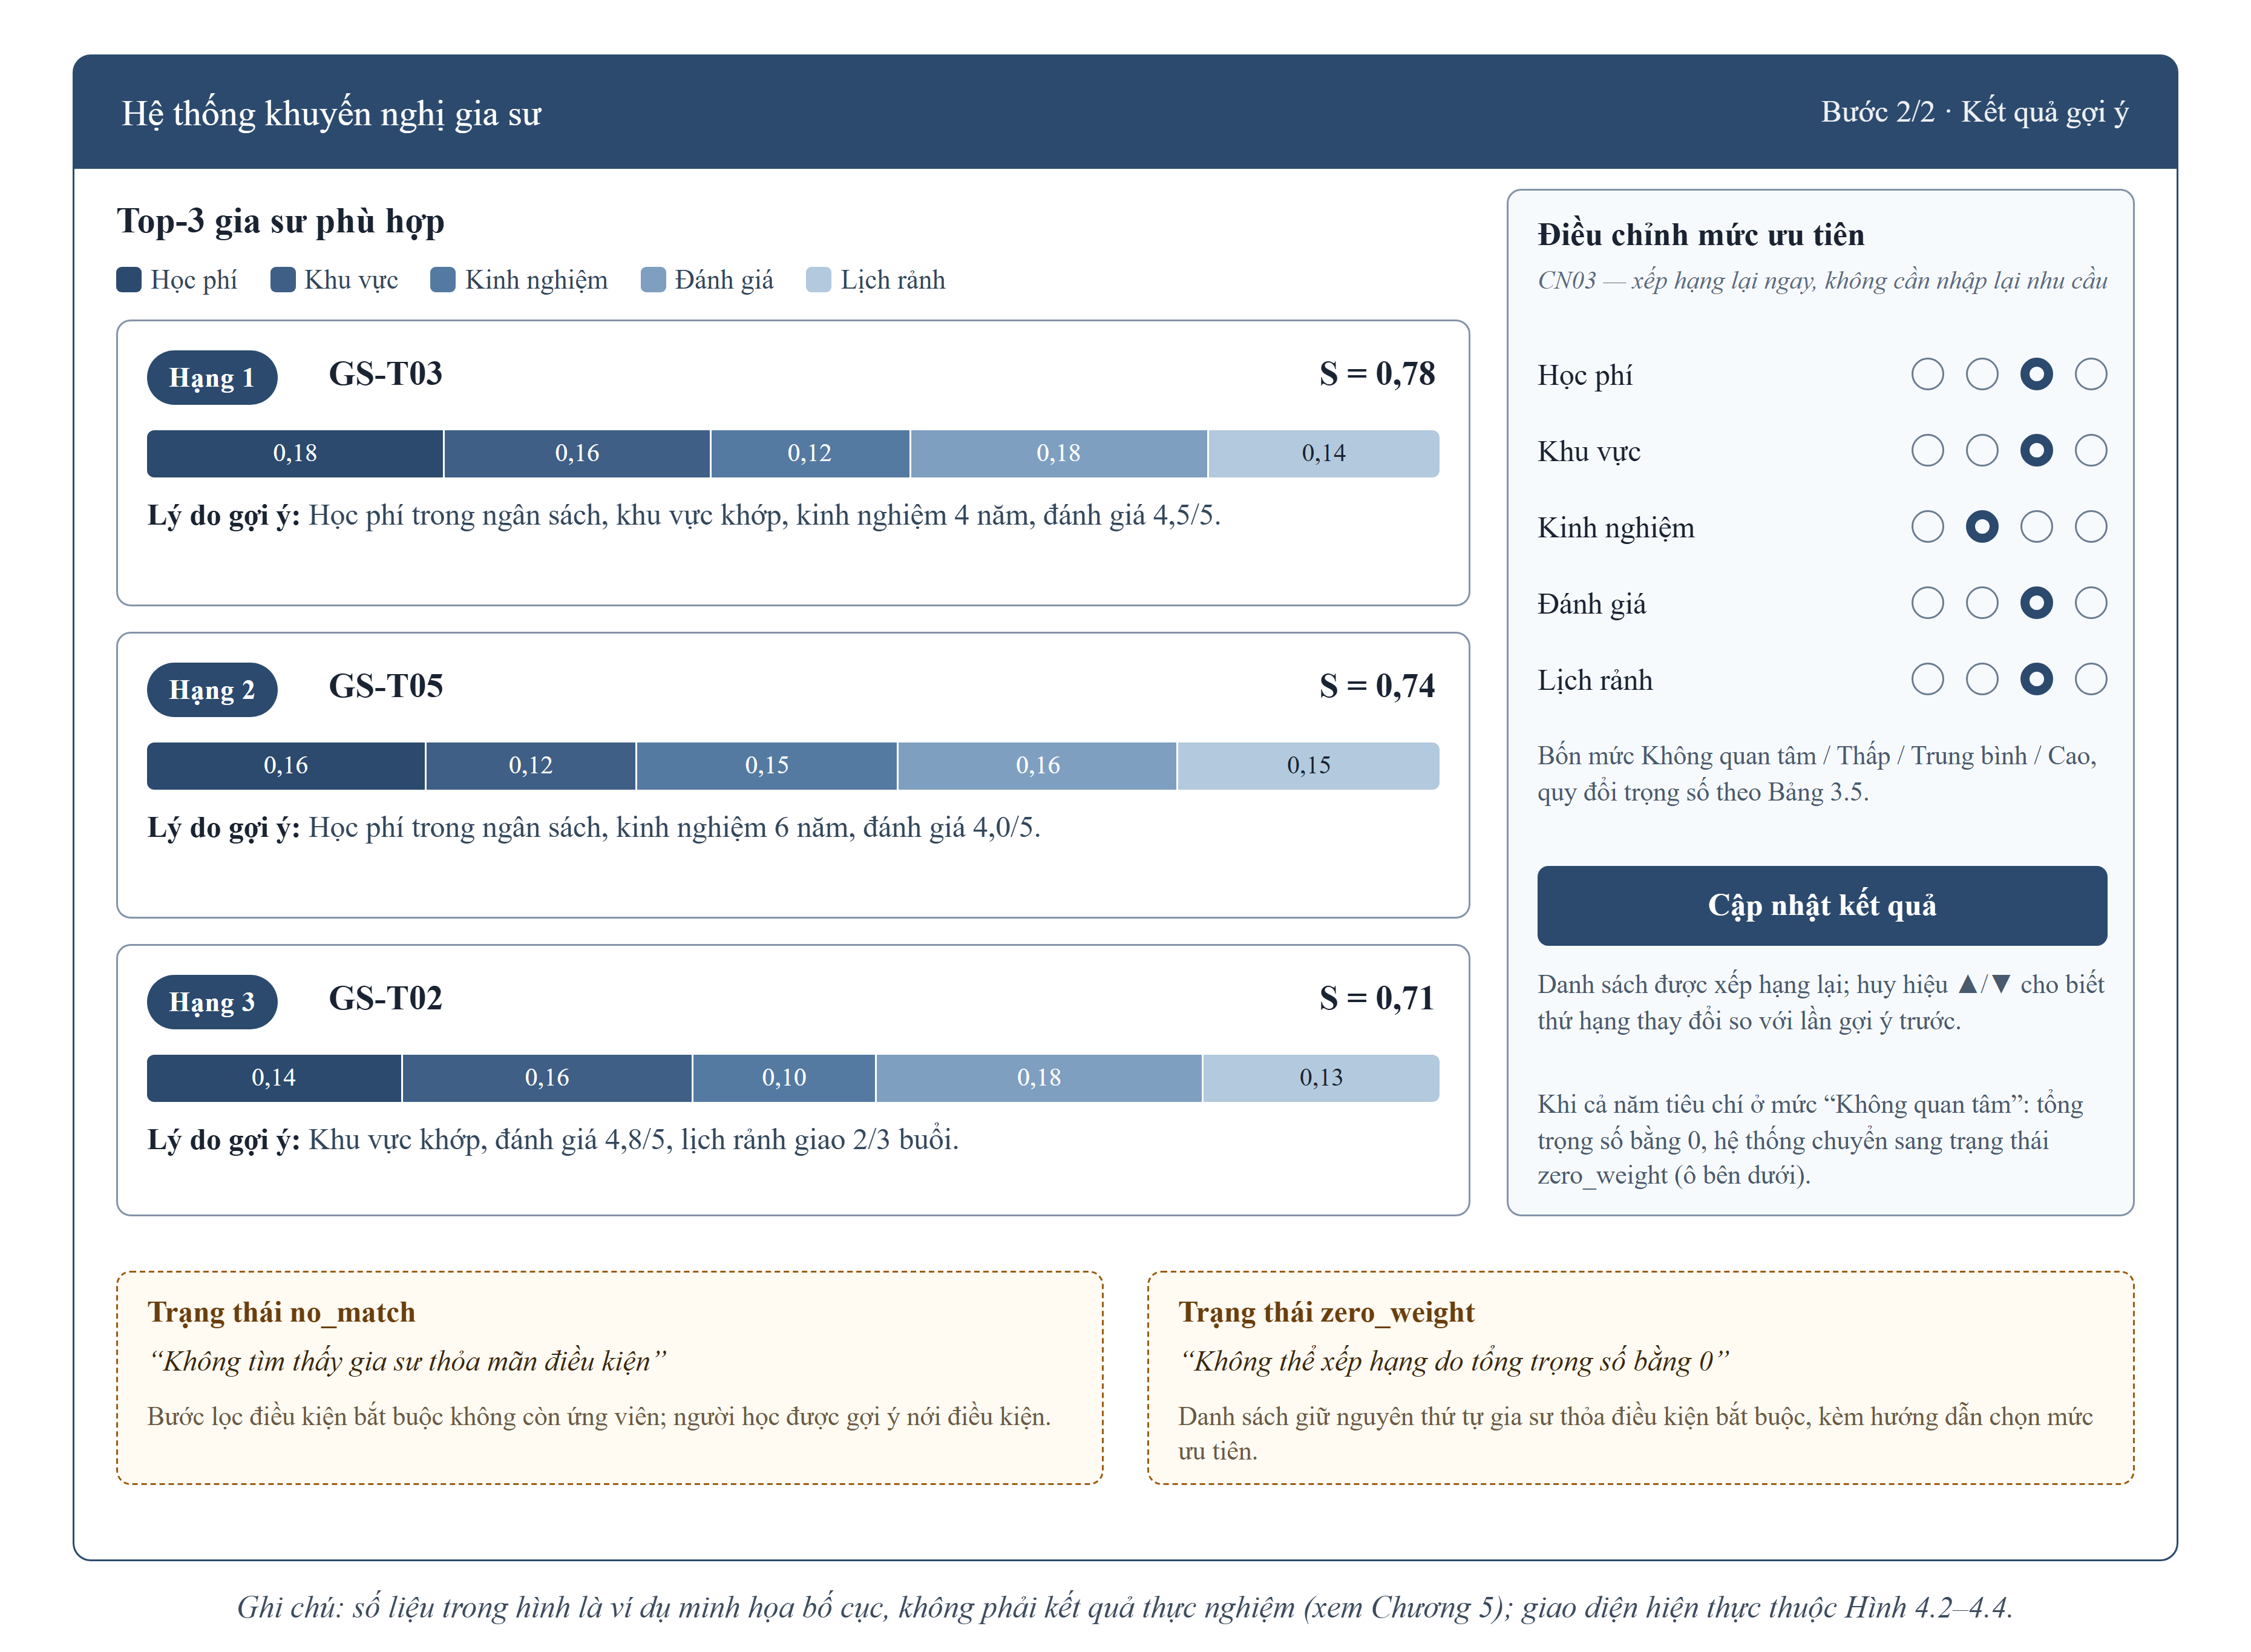 Hệ thống khuyến nghị gia sư
Bước 2/2 · Kết quả gợi ý
Top-3 gia sư phù hợp
Học phí
Khu vực
Kinh nghiệm
Đánh giá
Lịch rảnh
Hạng 1
GS-T03
S = 0,78
0,18
0,16
0,12
0,18
0,14
Lý do gợi ý: Học phí trong ngân sách, khu vực khớp, kinh nghiệm 4 năm, đánh giá 4,5/5.
Hạng 2
GS-T05
S = 0,74
0,16
0,12
0,15
0,16
0,15
Lý do gợi ý: Học phí trong ngân sách, kinh nghiệm 6 năm, đánh giá 4,0/5.
Hạng 3
GS-T02
S = 0,71
0,14
0,16
0,10
0,18
0,13
Lý do gợi ý: Khu vực khớp, đánh giá 4,8/5, lịch rảnh giao 2/3 buổi.
Điều chỉnh mức ưu tiên
CN03 — xếp hạng lại ngay, không cần nhập lại nhu cầu
Học phí
Khu vực
Kinh nghiệm
Đánh giá
Lịch rảnh
Bốn mức Không quan tâm / Thấp / Trung bình / Cao,
quy đổi trọng số theo Bảng 3.5.
Cập nhật kết quả
Danh sách được xếp hạng lại; huy hiệu ▲/▼ cho biết
thứ hạng thay đổi so với lần gợi ý trước.
Khi cả năm tiêu chí ở mức “Không quan tâm”: tổng
trọng số bằng 0, hệ thống chuyển sang trạng thái
zero_weight (ô bên dưới).
Trạng thái no_match
“Không tìm thấy gia sư thỏa mãn điều kiện”
Bước lọc điều kiện bắt buộc không còn ứng viên; người học được gợi ý nới điều kiện.
Trạng thái zero_weight
“Không thể xếp hạng do tổng trọng số bằng 0”
Danh sách giữ nguyên thứ tự gia sư thỏa điều kiện bắt buộc, kèm hướng dẫn chọn mức
ưu tiên.
Ghi chú: số liệu trong hình là ví dụ minh họa bố cục, không phải kết quả thực nghiệm (xem Chương 5); giao diện hiện thực thuộc Hình 4.2–4.4.